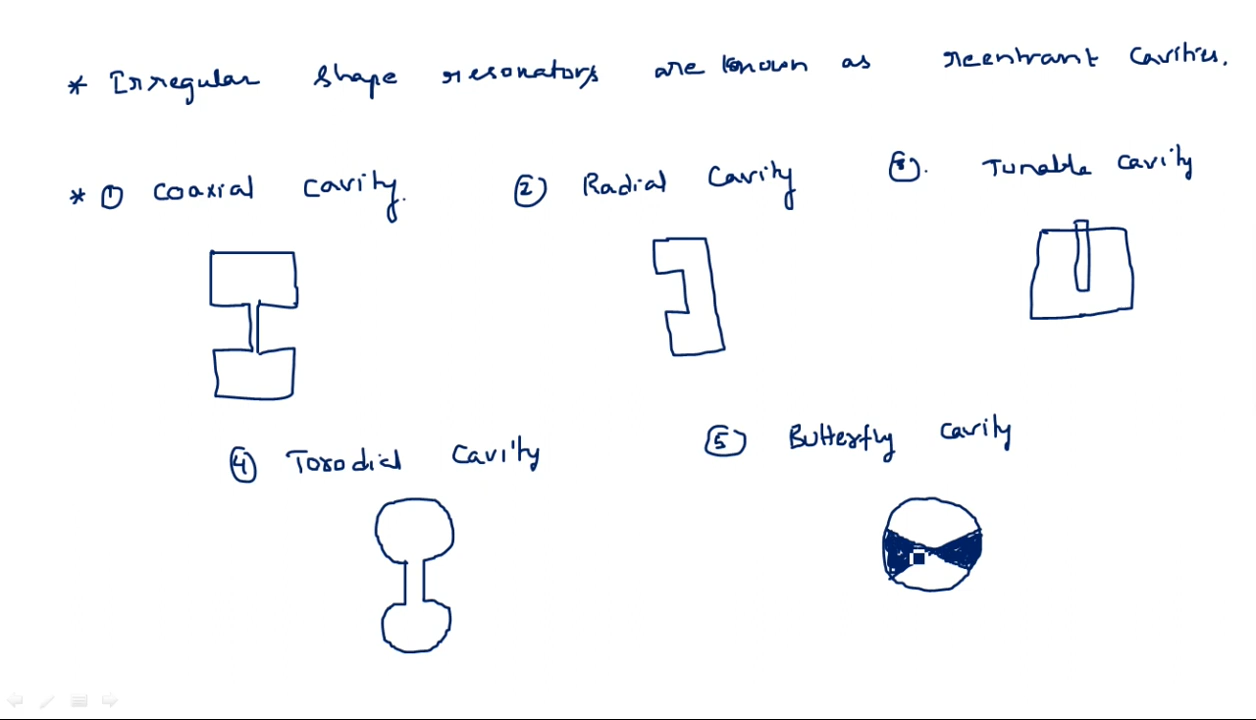 * Irregular shape resonators are known as reentrant cavities.
* ① Coaxial cavity. ② Radial Cavity ③. Tunable cavity
④ Torodial Cavity ⑤ Butterfly cavity